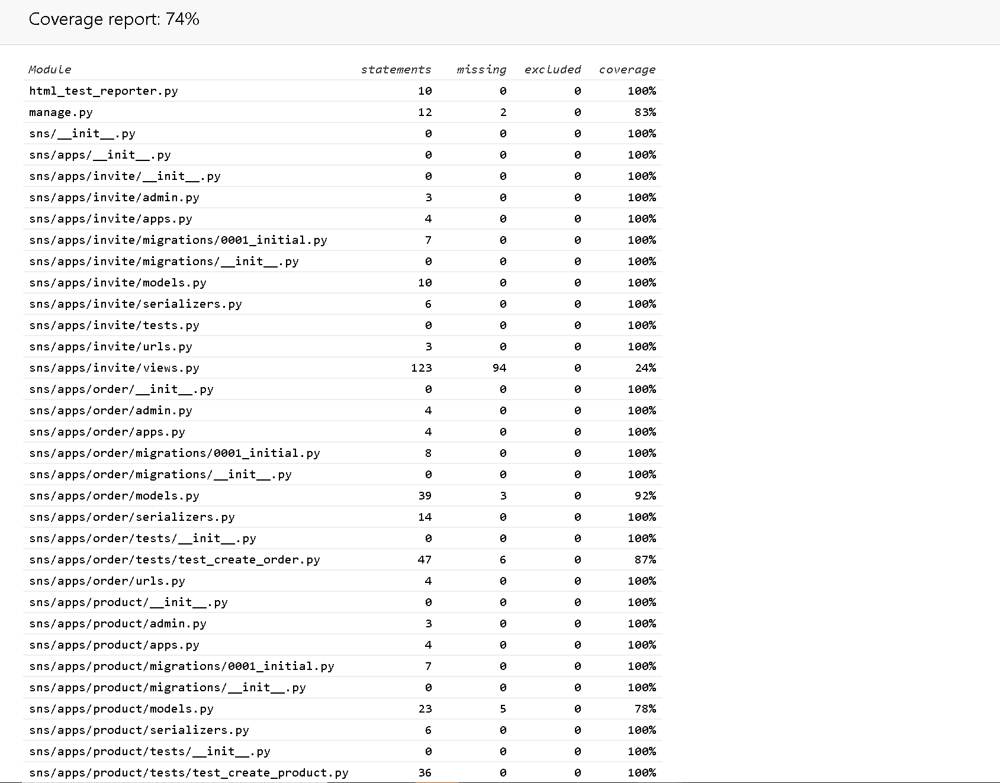 Coverage report: 74%
Module statements missing excluded coverage
html_test_reporter.py 10 0 0 100%
manage.py 12 2 0 83%
sns/__init__.py 0 0 0 100%
sns/apps/__init__.py 0 0 0 100%
sns/apps/invite/__init__.py 0 0 0 100%
sns/apps/invite/admin.py 3 0 0 100%
sns/apps/invite/apps.py 4 0 0 100%
sns/apps/invite/migrations/0001_initial.py 7 0 0 100%
sns/apps/invite/migrations/__init__.py 0 0 0 100%
sns/apps/invite/models.py 10 0 0 100%
sns/apps/invite/serializers.py 6 0 0 100%
sns/apps/invite/tests.py 0 0 0 100%
sns/apps/invite/urls.py 3 0 0 100%
sns/apps/invite/views.py 123 94 0 24%
sns/apps/order/__init__.py 0 0 0 100%
sns/apps/order/admin.py 4 0 0 100%
sns/apps/order/apps.py 4 0 0 100%
sns/apps/order/migrations/0001_initial.py 8 0 0 100%
sns/apps/order/migrations/__init__.py 0 0 0 100%
sns/apps/order/models.py 39 3 0 92%
sns/apps/order/serializers.py 14 0 0 100%
sns/apps/order/tests/__init__.py 0 0 0 100%
sns/apps/order/tests/test_create_order.py 47 6 0 87%
sns/apps/order/urls.py 4 0 0 100%
sns/apps/product/__init__.py 0 0 0 100%
sns/apps/product/admin.py 3 0 0 100%
sns/apps/product/apps.py 4 0 0 100%
sns/apps/product/migrations/0001_initial.py 7 0 0 100%
sns/apps/product/migrations/__init__.py 0 0 0 100%
sns/apps/product/models.py 23 5 0 78%
sns/apps/product/serializers.py 6 0 0 100%
sns/apps/product/tests/__init__.py 0 0 0 100%
sns/apps/product/tests/test_create_product.py 36 0 0 100%